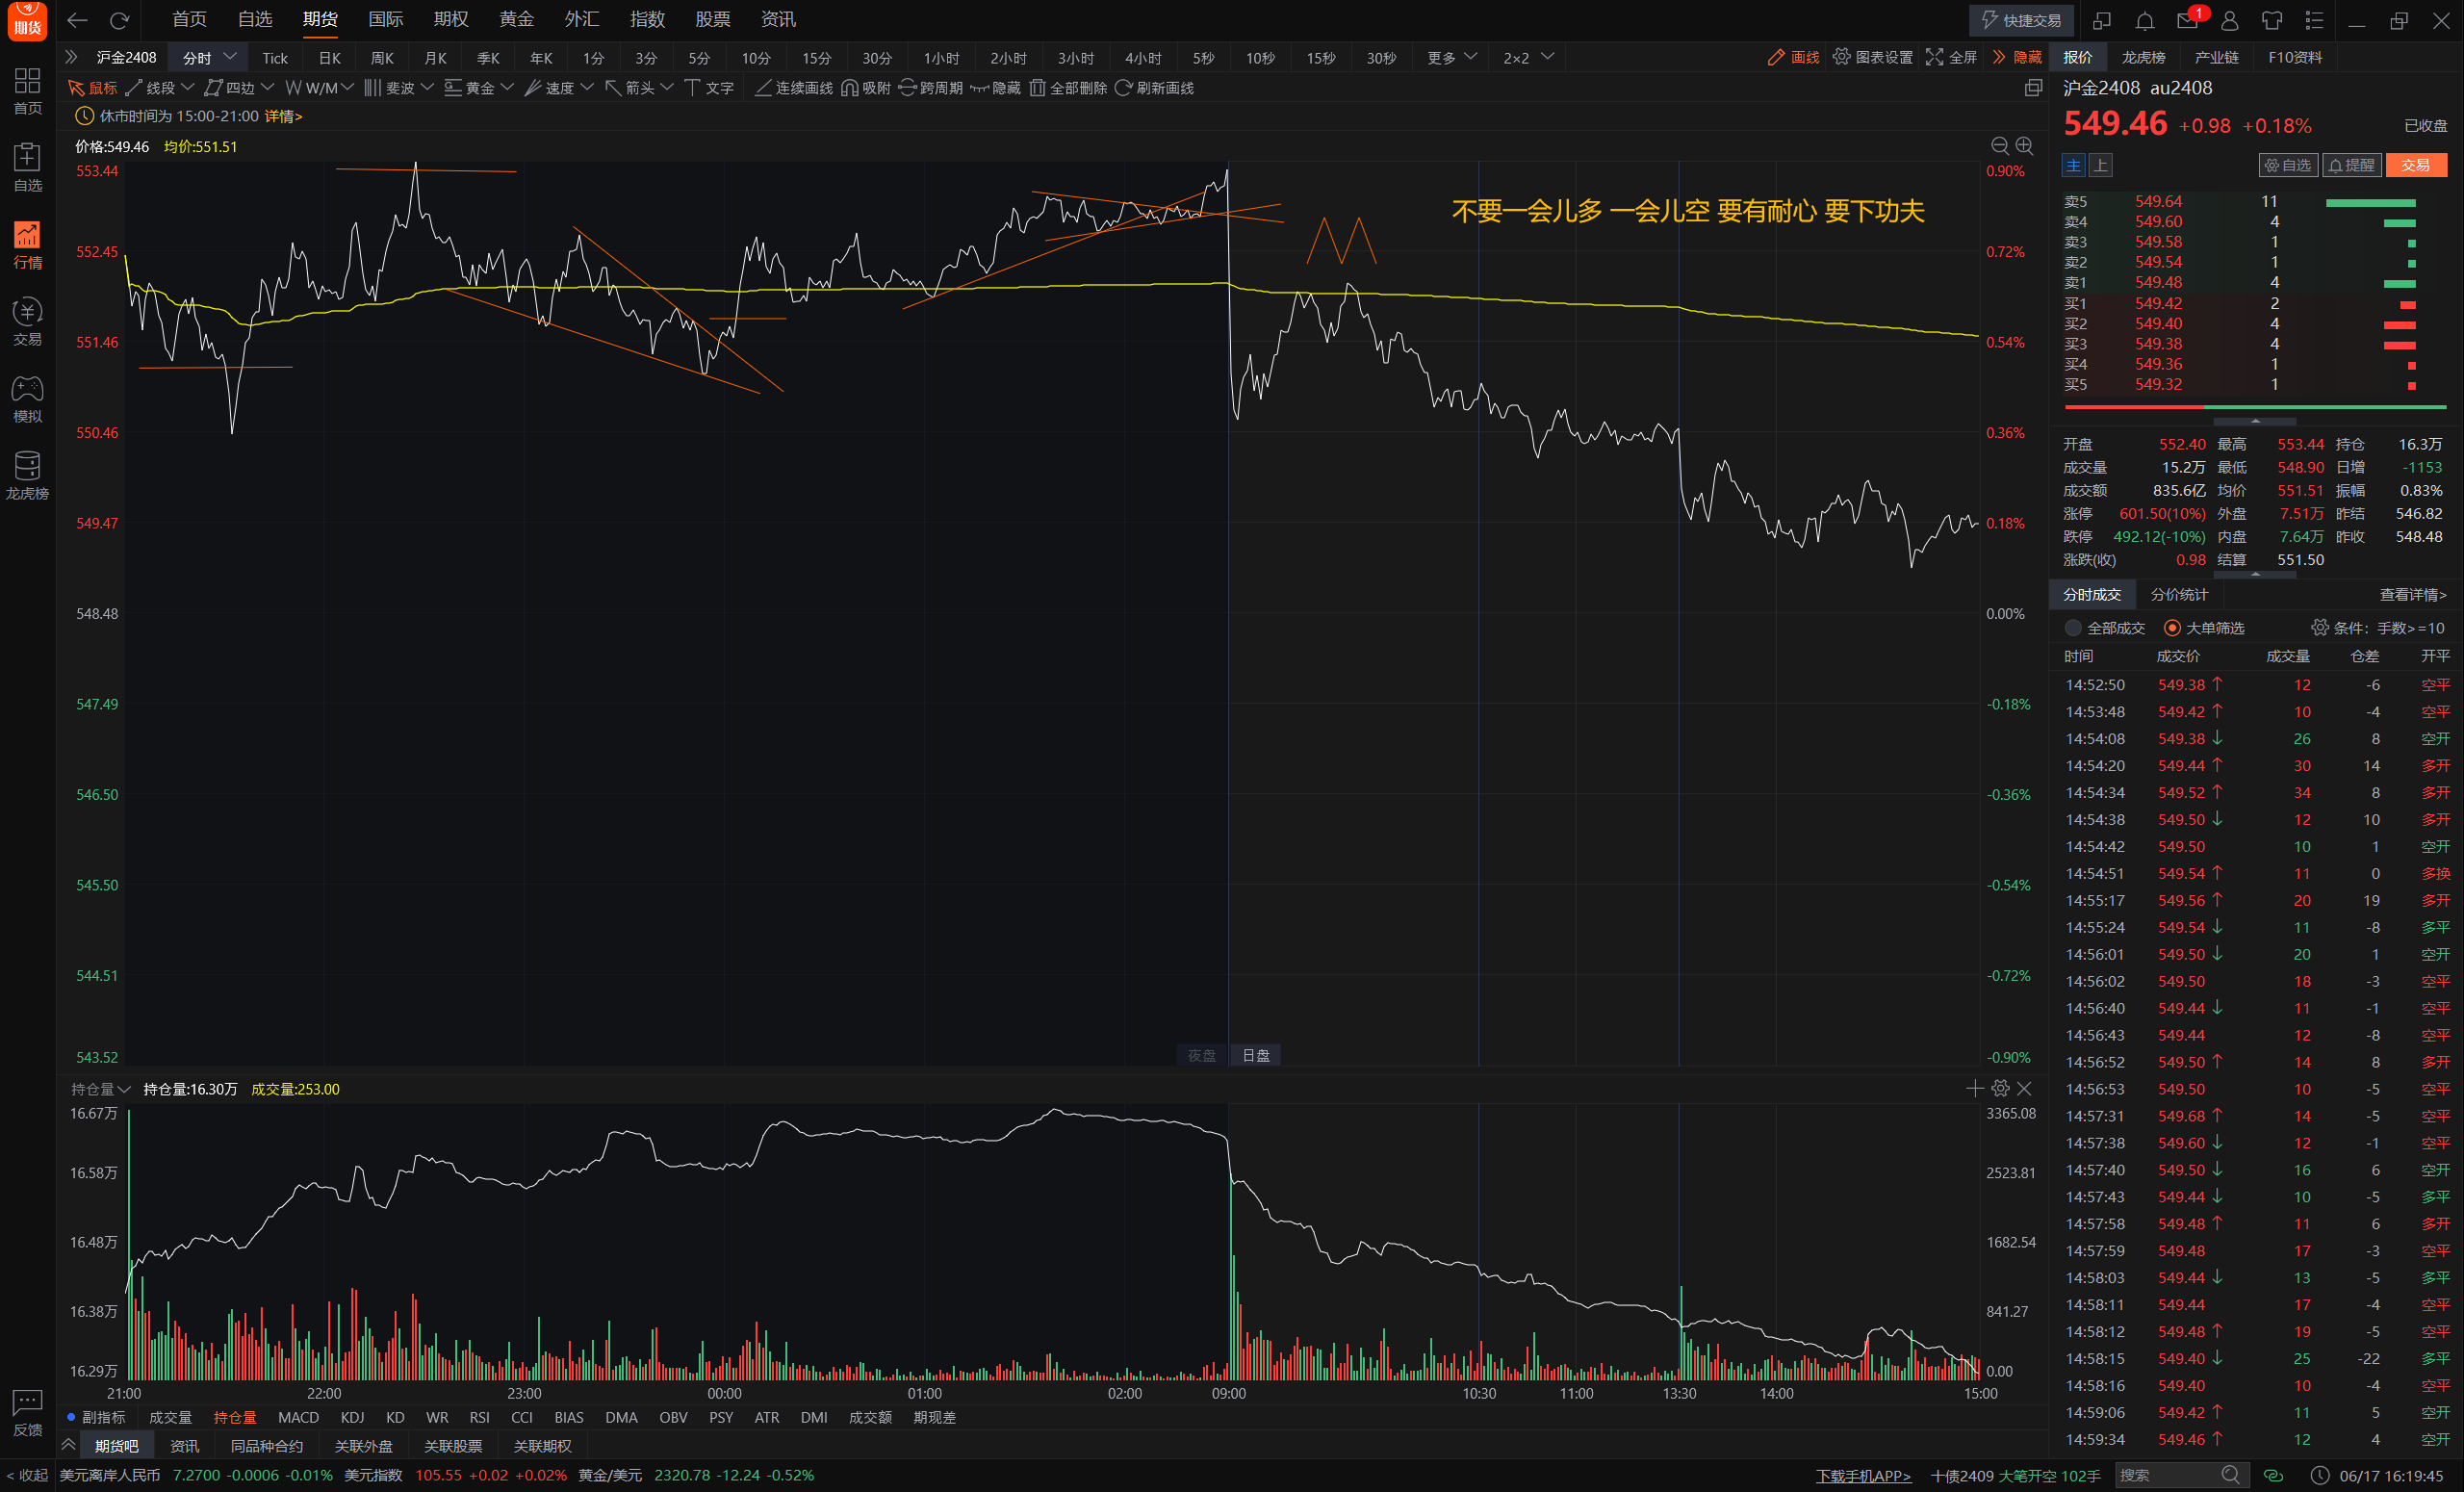 期货 首页 自选 期货 国际 期权 黄金 外汇 指数 股票 资讯 快捷交易 1
沪金2408 分时 Tick 日K 周K 月K 季K 年K 1分 3分 5分 10分 15分 30分 1小时 2小时 3小时 4小时 5秒 10秒 15秒 30秒 更多 2×2 画线 图表设置 全屏 隐藏 报价 龙虎榜 产业链 F10资料
鼠标 线段 四边 W/M 斐波 黄金 速度 箭头 文字 连续画线 吸附 跨周期 隐藏 全部删除 刷新画线
休市时间为 15:00-21:00 详情>
价格:549.46 均价:551.51
首页
自选
行情
交易
模拟
龙虎榜
反馈
553.44 0.90%
552.45 0.72%
551.46 0.54%
550.46 0.36%
549.47 0.18%
548.48 0.00%
547.49 -0.18%
546.50 -0.36%
545.50 -0.54%
544.51 -0.72%
543.52 -0.90%
不要一会儿多 一会儿空 要有耐心 要下功夫
夜盘 日盘
持仓量 持仓量:16.30万 成交量:253.00
16.67万 3365.08
16.58万 2523.81
16.48万 1682.54
16.38万 841.27
16.29万 0.00
21:00 22:00 23:00 00:00 01:00 02:00 09:00 10:30 11:00 13:30 14:00 15:00
副指标 成交量 持仓量 MACD KDJ KD WR RSI CCI BIAS DMA OBV PSY ATR DMI 成交额 期现差
期货吧 资讯 同品种合约 关联外盘 关联股票 关联期权
沪金2408 au2408
549.46 +0.98 +0.18% 已收盘
主 上 自选 提醒 交易
卖5 549.64 11
卖4 549.60 4
卖3 549.58 1
卖2 549.54 1
卖1 549.48 4
买1 549.42 2
买2 549.40 4
买3 549.38 4
买4 549.36 1
买5 549.32 1
开盘 552.40 最高 553.44 持仓 16.3万
成交量 15.2万 最低 548.90 日增 -1153
成交额 835.6亿 均价 551.51 振幅 0.83%
涨停 601.50(10%) 外盘 7.51万 昨结 546.82
跌停 492.12(-10%) 内盘 7.64万 昨收 548.48
涨跌(收) 0.98 结算 551.50
分时成交 分价统计 查看详情>
全部成交 大单筛选 条件：手数>=10
时间 成交价 成交量 仓差 开平
14:52:50 549.38 ↑ 12 -6 空平
14:53:48 549.42 ↑ 10 -4 空平
14:54:08 549.38 ↓ 26 8 空开
14:54:20 549.44 ↑ 30 14 多开
14:54:34 549.52 ↑ 34 8 多开
14:54:38 549.50 ↓ 12 10 多开
14:54:42 549.50 10 1 空开
14:54:51 549.54 ↑ 11 0 多换
14:55:17 549.56 ↑ 20 19 多开
14:55:24 549.54 ↓ 11 -8 多平
14:56:01 549.50 ↓ 20 1 空开
14:56:02 549.50 18 -3 空平
14:56:40 549.44 ↓ 11 -1 空平
14:56:43 549.44 12 -8 空平
14:56:52 549.50 ↑ 14 8 多开
14:56:53 549.50 10 -5 空平
14:57:31 549.68 ↑ 14 -5 空平
14:57:38 549.60 ↓ 12 -1 空平
14:57:40 549.50 ↓ 16 6 空开
14:57:43 549.44 ↓ 10 -5 多平
14:57:58 549.48 ↑ 11 6 多开
14:57:59 549.48 17 -3 空平
14:58:03 549.44 ↓ 13 -5 多平
14:58:11 549.44 17 -4 空平
14:58:12 549.48 ↑ 19 -5 空平
14:58:15 549.40 ↓ 25 -22 多平
14:58:16 549.40 10 -4 空平
14:59:06 549.42 ↑ 11 5 空开
14:59:34 549.46 ↑ 12 4 空开
<收起 美元离岸人民币 7.2700 -0.0006 -0.01% 美元指数 105.55 +0.02 +0.02% 黄金/美元 2320.78 -12.24 -0.52% 下载手机APP> 十债2409 大笔开空 102手 搜索 06/17 16:19:45